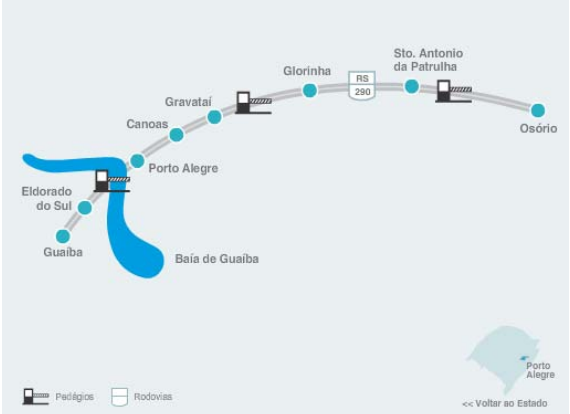 Sto. Antonio
da Patrulha
RS
290
Glorinha
Gravataí
Canoas
Osório
Porto Alegre
Eldorado
do Sul
Guaíba
Baía de Guaíba
Porto
Alegre
Pedágios
Rodovias
<< Voltar ao Estado